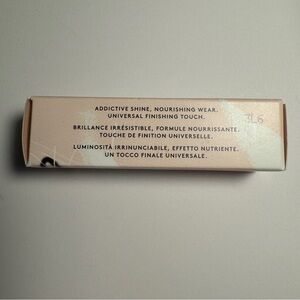 ADDICTIVE SHINE, NOURISHING WEAR.
UNIVERSAL FINISHING TOUCH.
3L6
BRILLANCE IRRÉSISTIBLE, FORMULE NOURRISSANTE.
TOUCHE DE FINITION UNIVERSELLE.
LUMINOSITÀ IRRINUNCIABILE, EFFETTO NUTRIENTE.
UN TOCCO FINALE UNIVERSALE.